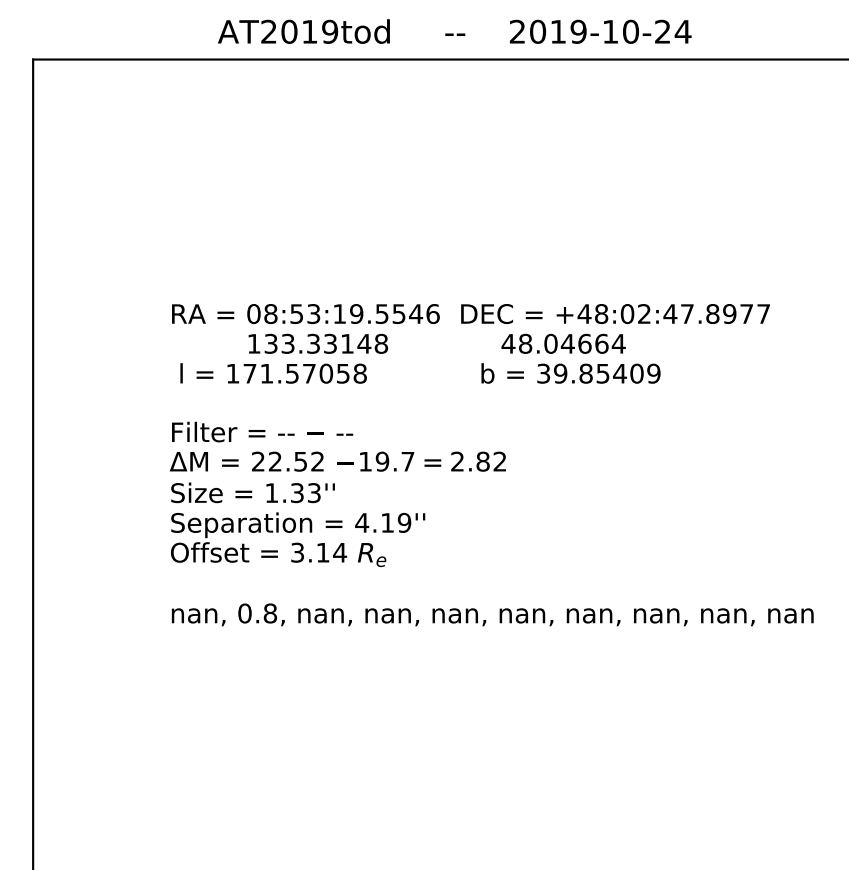 AT2019tod -- 2019-10-24
RA = 08:53:19.5546 DEC = +48:02:47.8977
133.33148 48.04664
l = 171.57058 b = 39.85409
Filter = -- − --
ΔM = 22.52 −19.7 = 2.82
Size = 1.33''
Separation = 4.19''
Offset = 3.14 Re
nan, 0.8, nan, nan, nan, nan, nan, nan, nan, nan